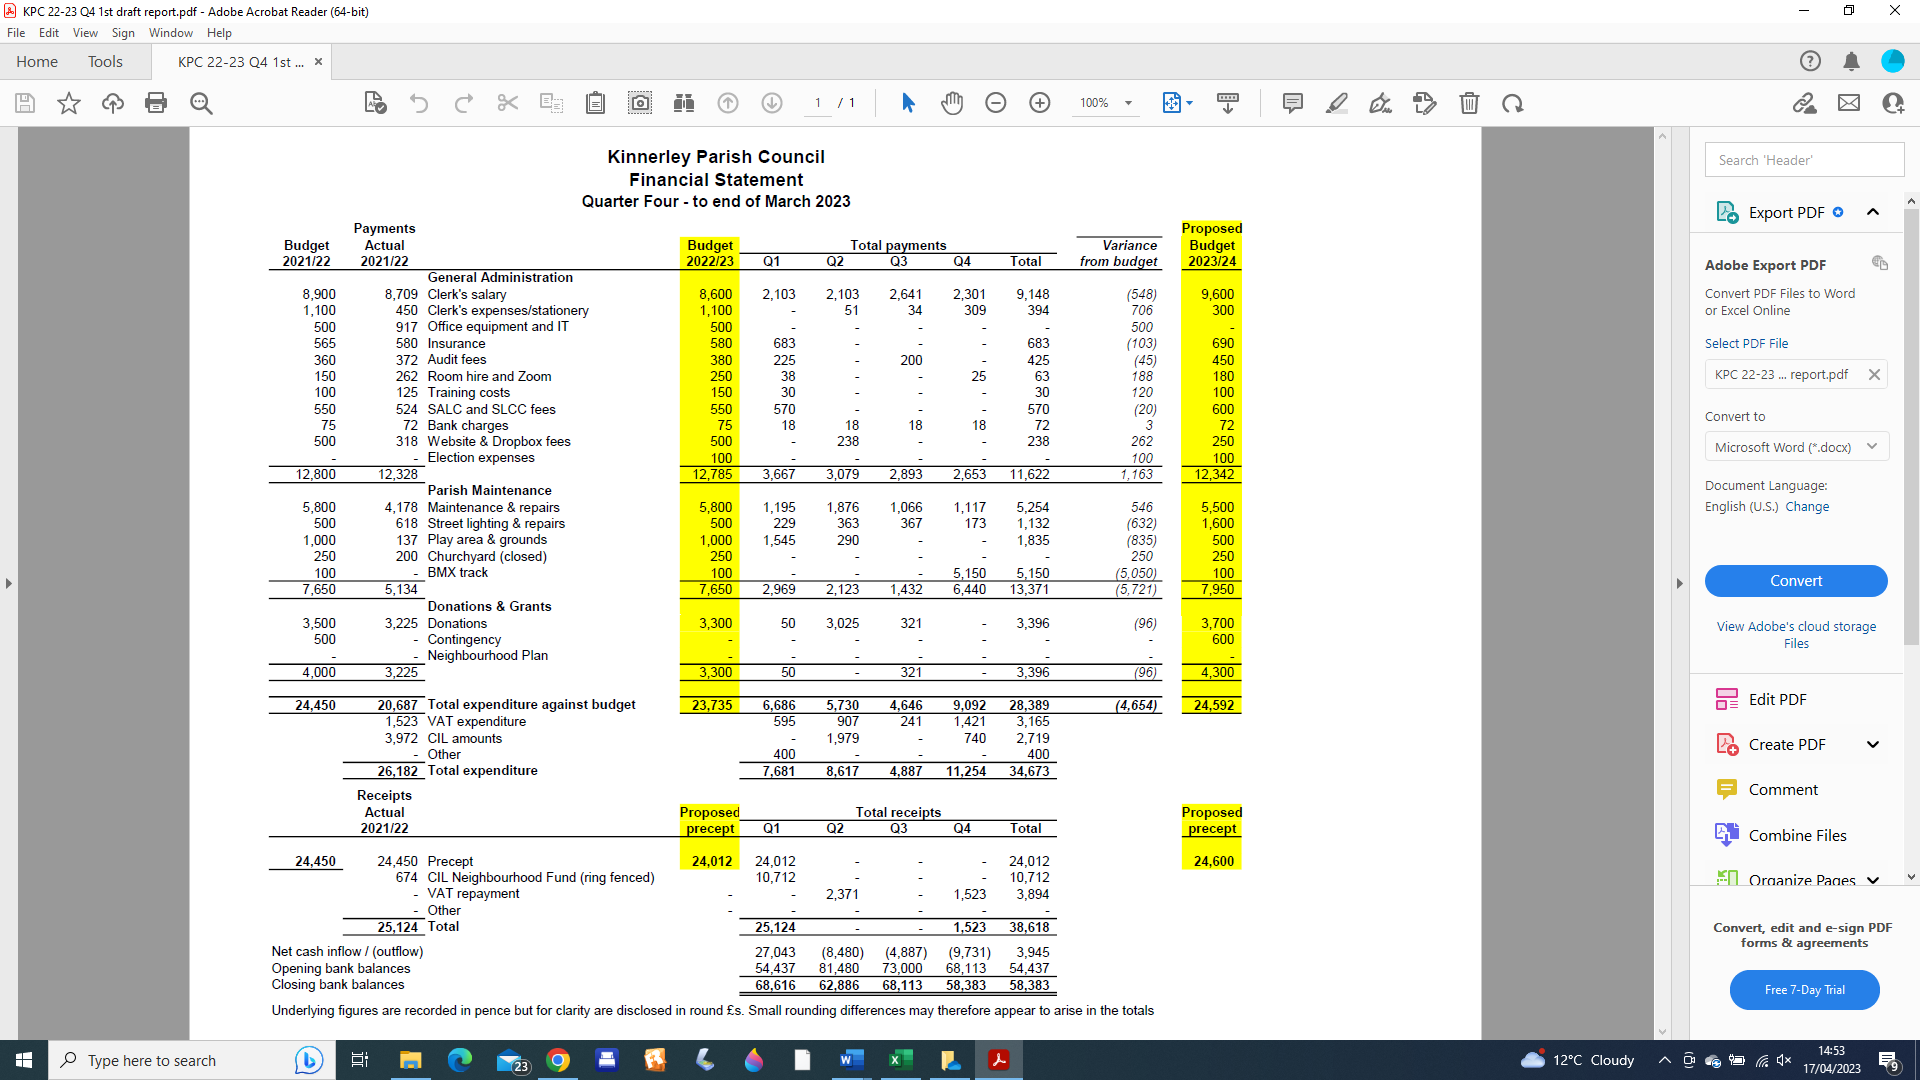 KPC 22-23 Q4 1st draft report.pdf - Adobe Acrobat Reader (64-bit)
File Edit View Sign Window Help
Home Tools KPC 22-23 Q4 1st ... ×
1 / 1 100%
Kinnerley Parish Council
Financial Statement
Quarter Four - to end of March 2023
Payments Proposed
Budget Actual Budget Total payments Variance Budget
2021/22 2021/22 2022/23 Q1 Q2 Q3 Q4 Total from budget 2023/24
General Administration
8,900 8,709 Clerk's salary 8,600 2,103 2,103 2,641 2,301 9,148 (548) 9,600
1,100 450 Clerk's expenses/stationery 1,100 - 51 34 309 394 706 300
500 917 Office equipment and IT 500 - - - - - 500 -
565 580 Insurance 580 683 - - - 683 (103) 690
360 372 Audit fees 380 225 - 200 - 425 (45) 450
150 262 Room hire and Zoom 250 38 - - 25 63 188 180
100 125 Training costs 150 30 - - - 30 120 100
550 524 SALC and SLCC fees 550 570 - - - 570 (20) 600
75 72 Bank charges 75 18 18 18 18 72 3 72
500 318 Website & Dropbox fees 500 - 238 - - 238 262 250
- - Election expenses 100 - - - - - 100 100
12,800 12,328 12,785 3,667 3,079 2,893 2,653 11,622 1,163 12,342
Parish Maintenance
5,800 4,178 Maintenance & repairs 5,800 1,195 1,876 1,066 1,117 5,254 546 5,500
500 618 Street lighting & repairs 500 229 363 367 173 1,132 (632) 1,600
1,000 137 Play area & grounds 1,000 1,545 290 - - 1,835 (835) 500
250 200 Churchyard (closed) 250 - - - - - 250 250
100 - BMX track 100 - - - 5,150 5,150 (5,050) 100
7,650 5,134 7,650 2,969 2,123 1,432 6,440 13,371 (5,721) 7,950
Donations & Grants
3,500 3,225 Donations 3,300 50 3,025 321 - 3,396 (96) 3,700
500 - Contingency - - - - - - - 600
- - Neighbourhood Plan - - - - - - - -
4,000 3,225 3,300 50 - 321 - 3,396 (96) 4,300
24,450 20,687 Total expenditure against budget 23,735 6,686 5,730 4,646 9,092 28,389 (4,654) 24,592
1,523 VAT expenditure 595 907 241 1,421 3,165
3,972 CIL amounts - 1,979 - 740 2,719
- Other 400 - - - 400
26,182 Total expenditure 7,681 8,617 4,887 11,254 34,673
Receipts
Actual Proposed Total receipts Proposed
2021/22 precept Q1 Q2 Q3 Q4 Total precept
24,450 24,450 Precept 24,012 24,012 - - - 24,012 24,600
674 CIL Neighbourhood Fund (ring fenced) 10,712 - - - 10,712
- VAT repayment - - 2,371 - 1,523 3,894
- Other - - - - - -
25,124 Total 25,124 - - 1,523 38,618
Net cash inflow / (outflow) 27,043 (8,480) (4,887) (9,731) 3,945
Opening bank balances 54,437 81,480 73,000 68,113 54,437
Closing bank balances 68,616 62,886 68,113 58,383 58,383
Underlying figures are recorded in pence but for clarity are disclosed in round £s. Small rounding differences may therefore appear to arise in the totals
Search 'Header'
Export PDF
Adobe Export PDF
Convert PDF Files to Word
or Excel Online
Select PDF File
KPC 22-23 ... report.pdf
Convert to
Microsoft Word (*.docx)
Document Language:
English (U.S.) Change
Convert
View Adobe's cloud storage
Files
Edit PDF
Create PDF
Comment
Combine Files
Organize Pages
Convert, edit and e-sign PDF
forms & agreements
Free 7-Day Trial
Type here to search
23
12°C Cloudy
14:53
17/04/2023
9